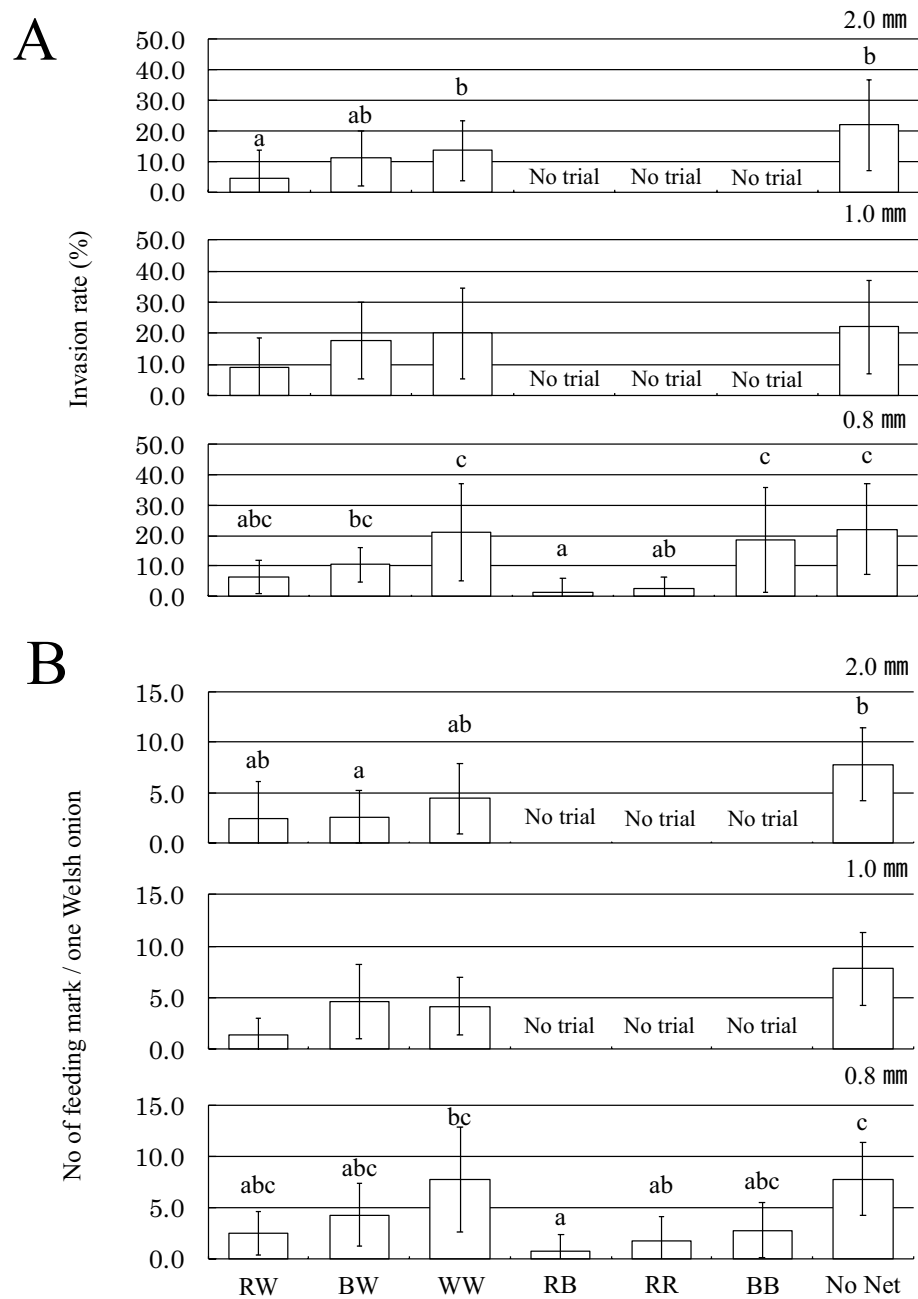 A
2.0 ㎜
50.0
40.0
30.0
20.0
10.0
0.0
a
ab
b
No trial
No trial
No trial
b
1.0 ㎜
50.0
40.0
30.0
20.0
10.0
0.0
No trial
No trial
No trial
Invasion rate (%)
0.8 ㎜
50.0
40.0
30.0
20.0
10.0
0.0
abc
bc
c
a
ab
c
c
B
2.0 ㎜
15.0
10.0
5.0
0.0
ab
a
ab
No trial
No trial
No trial
b
1.0 ㎜
15.0
10.0
5.0
0.0
No trial
No trial
No trial
No of feeding mark / one Welsh onion
0.8 ㎜
15.0
10.0
5.0
0.0
abc
abc
bc
a
ab
abc
c
RW BW WW RB RR BB No Net